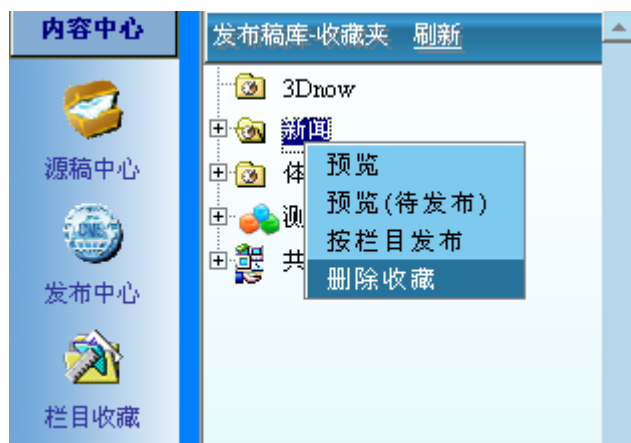 内容中心
源稿中心
发布中心
栏目收藏
发布稿库-收藏夹 刷新
3Dnow
新闻
体
测
共
预览
预览(待发布)
按栏目发布
删除收藏